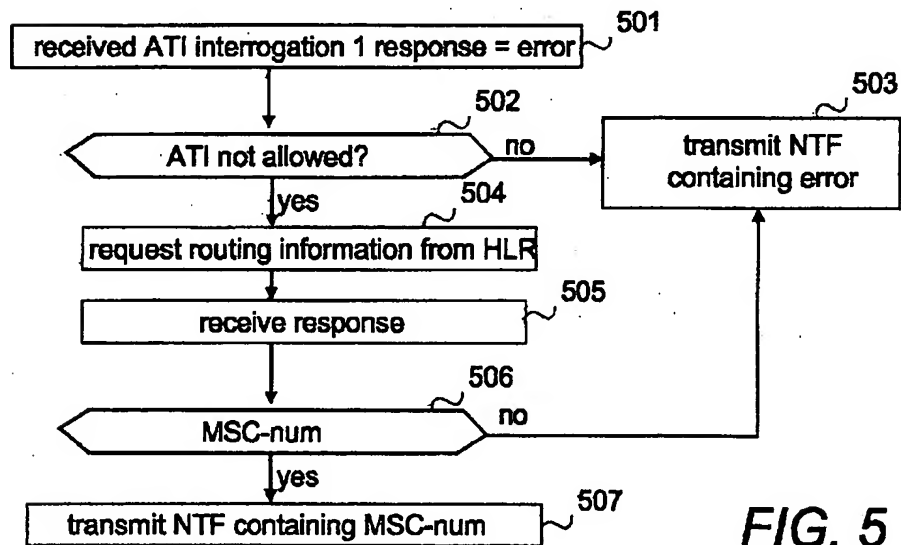 received ATI interrogation 1 response = error
501
502
ATI not allowed?
no
503
transmit NTF
containing error
yes
504
request routing information from HLR
505
receive response
506
MSC-num
no
yes
507
transmit NTF containing MSC-num
FIG. 5